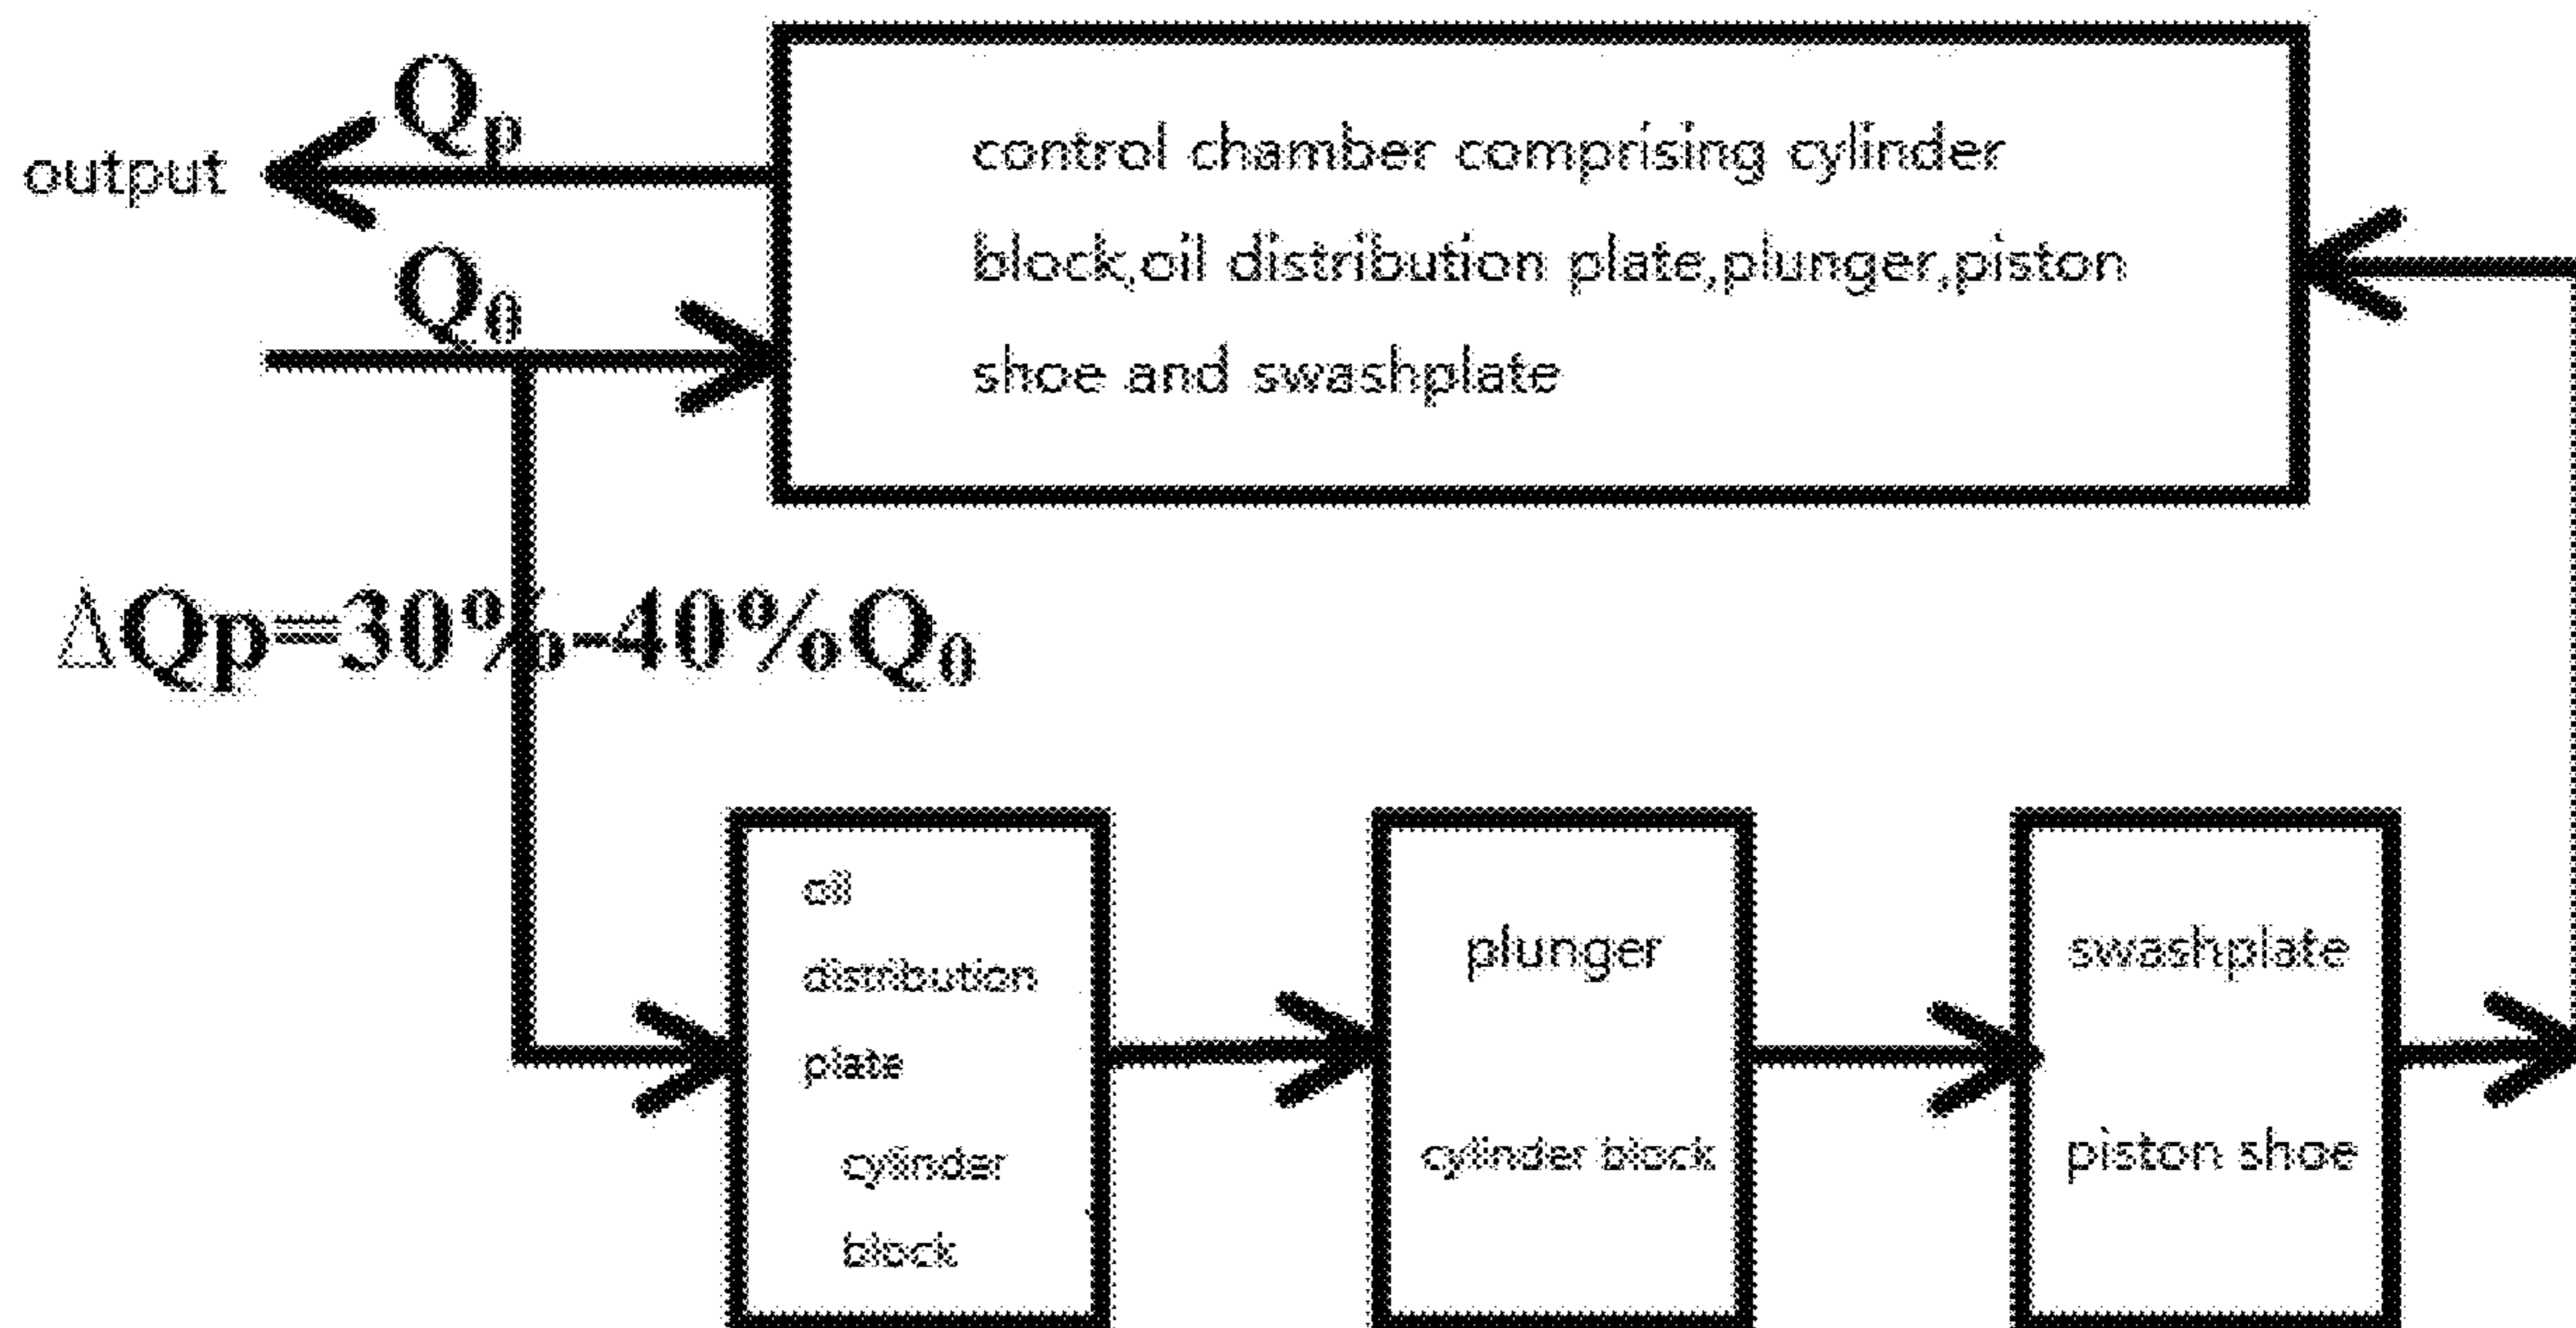 Qp
output
control chamber comprising cylinder
block,oil distribution plate,plunger,piston
shoe and swashplate
Q0
ΔQp=30%-40%Q0
oil
distribution
plate
cylinder
block
plunger
cylinder block
swashplate
piston shoe